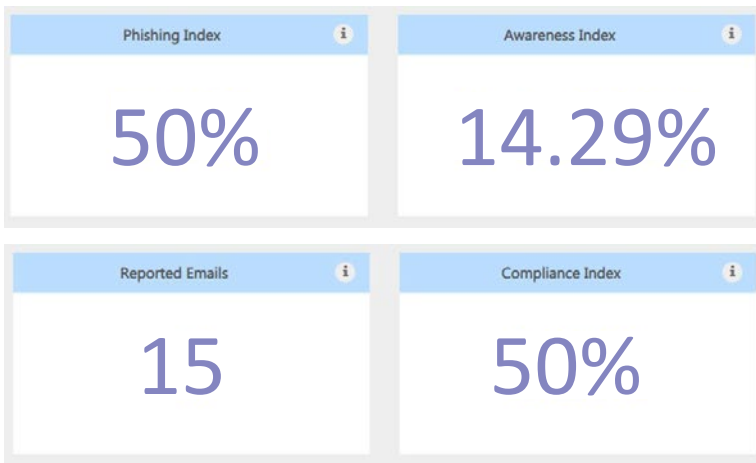 Phishing Index i
Awareness Index i
50%
14.29%
Reported Emails i
Compliance Index i
15
50%